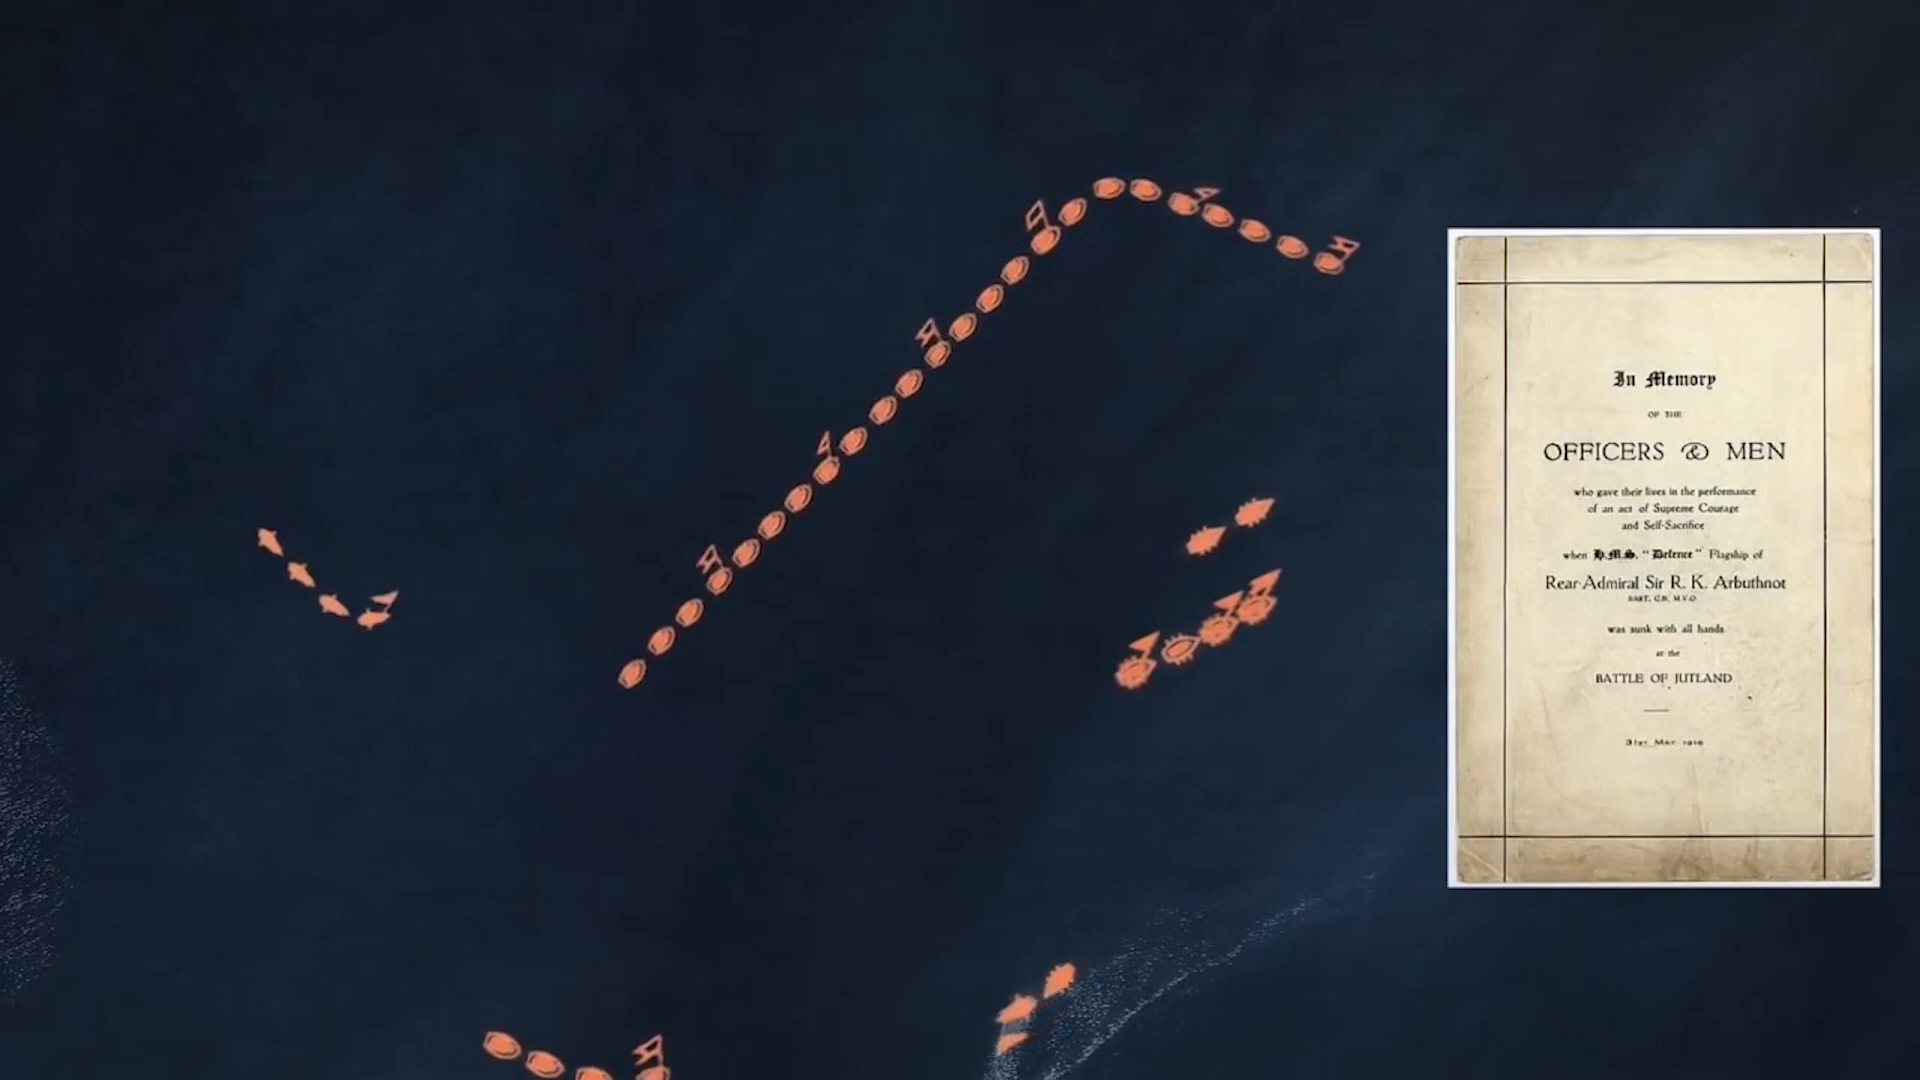 In Memory
OF THE
OFFICERS & MEN
who gave their lives in the performance
of an act of Supreme Courage
and Self-Sacrifice
when H.M.S. "Defence" Flagship of
Rear-Admiral Sir R. K. Arbuthnot
BART, C.B. M.V.O.
was sunk with all hands
at the
BATTLE OF JUTLAND
31st MAY 1916